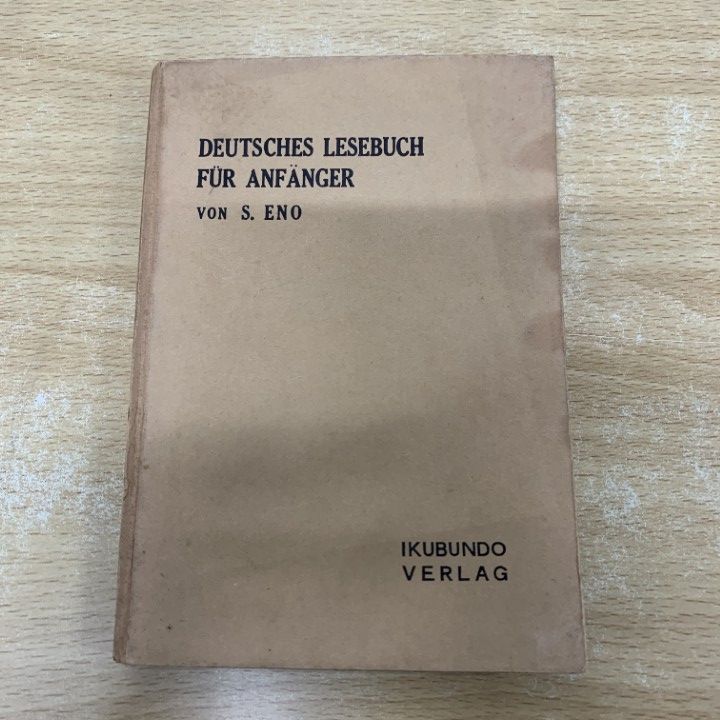 DEUTSCHES LESEBUCH
FÜR ANFÄNGER
VON S. ENO
IKUBUNDO
VERLAG